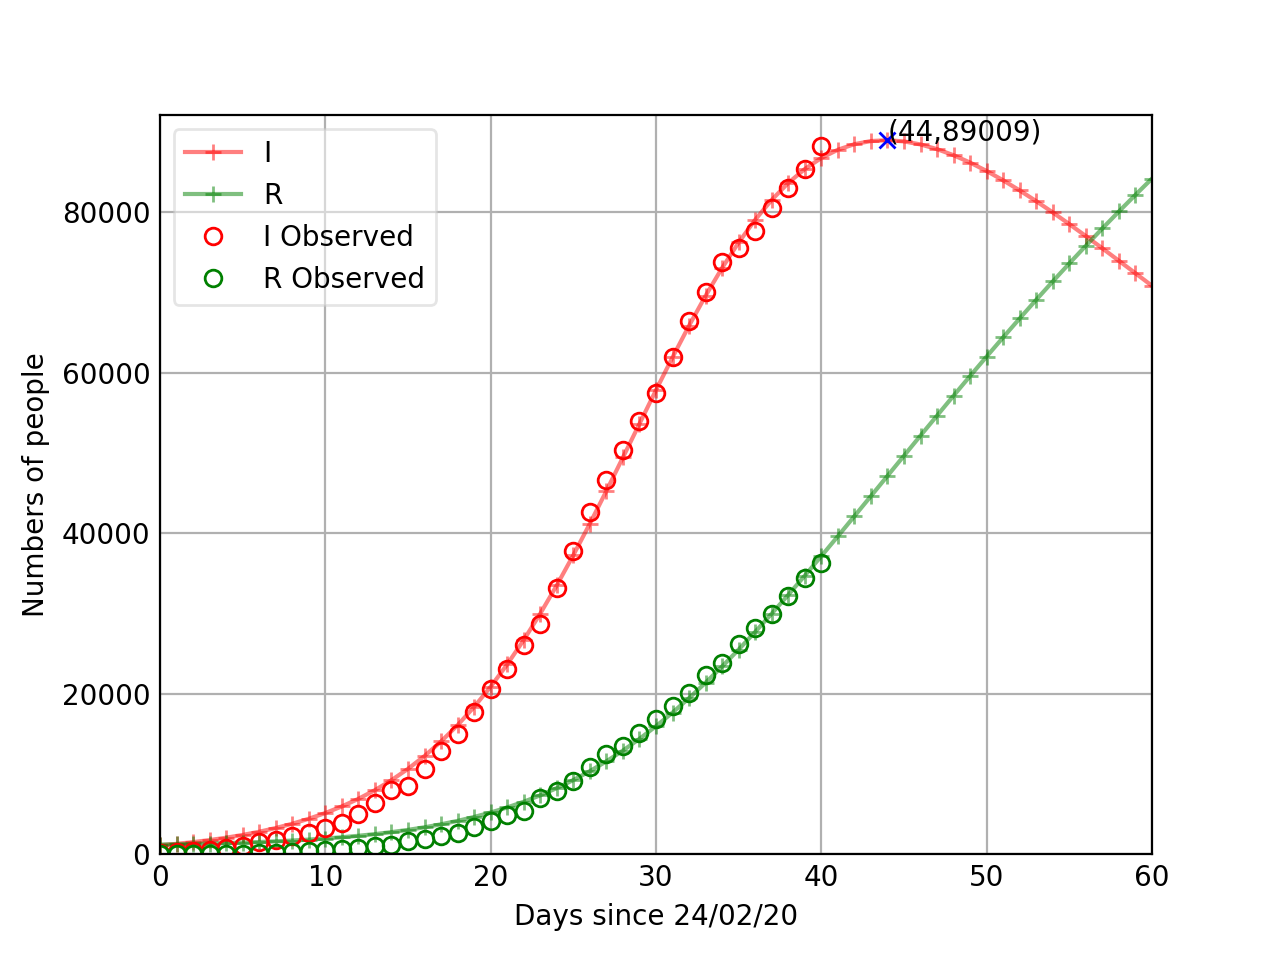 (44,89009)
I
R
I Observed
R Observed
80000
60000
40000
20000
0
0 10 20 30 40 50 60
Numbers of people
Days since 24/02/20